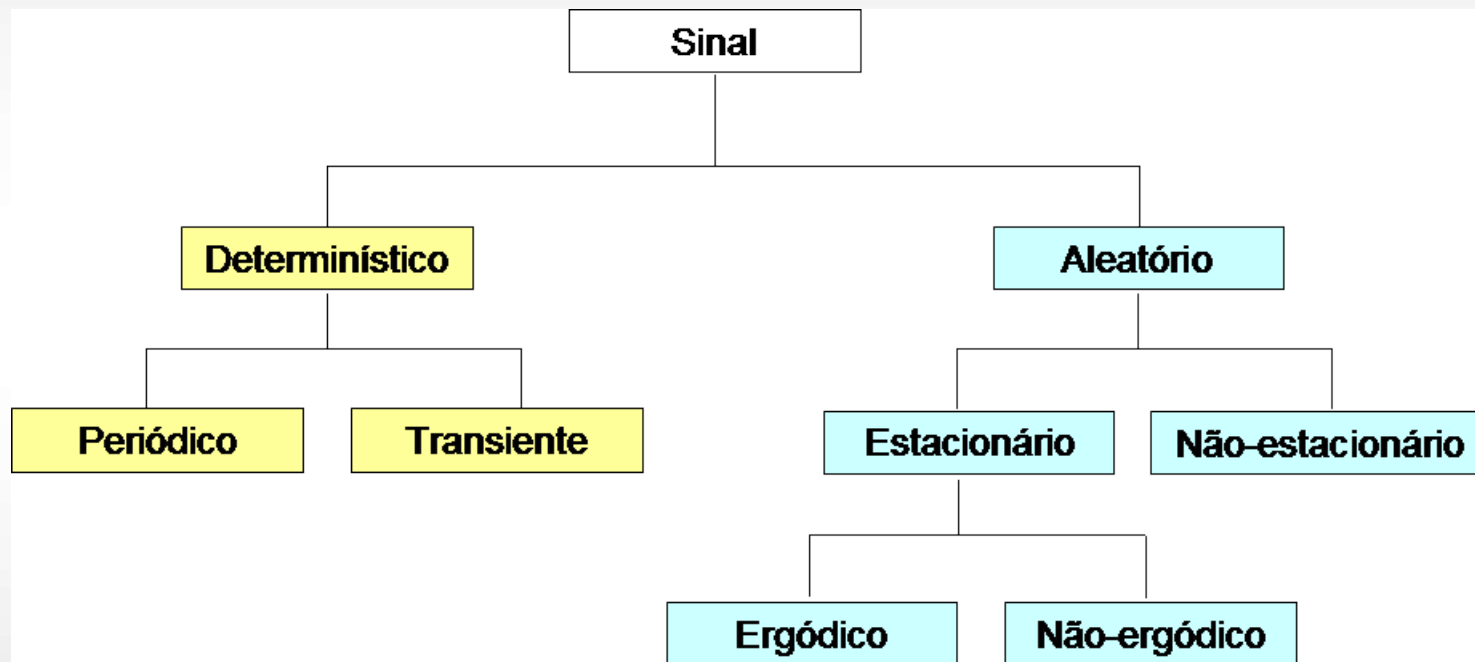 Sinal
Determinístico
Aleatório
Periódico
Transiente
Estacionário
Não-estacionário
Ergódico
Não-ergódico